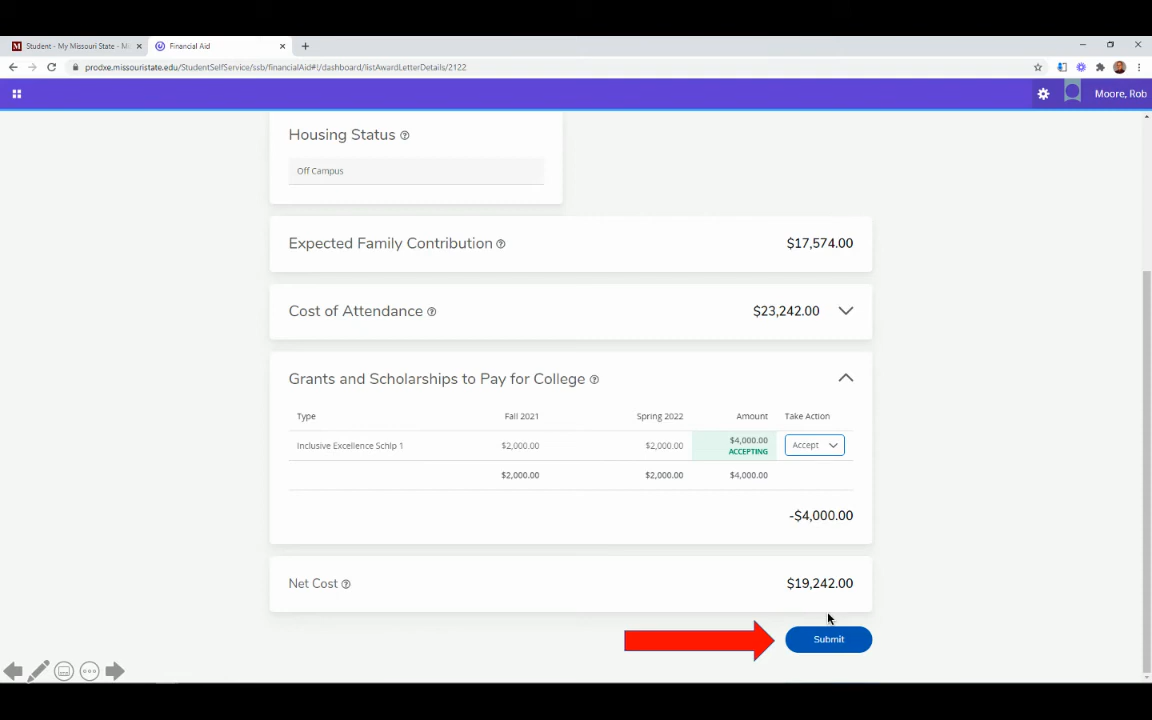 Student - My Missouri State - Mi
Financial Aid
prodxe.missouristate.edu/StudentSelfService/ssb/financialAid#!/dashboard/listAwardLetterDetails/2122
Moore, Rob
Housing Status
Off Campus
Expected Family Contribution $17,574.00
Cost of Attendance $23,242.00
Grants and Scholarships to Pay for College
Type Fall 2021 Spring 2022 Amount Take Action
Inclusive Excellence Schlp 1 $2,000.00 $2,000.00 $4,000.00 Accept
ACCEPTING
$2,000.00 $2,000.00 $4,000.00
-$4,000.00
Net Cost $19,242.00
Submit